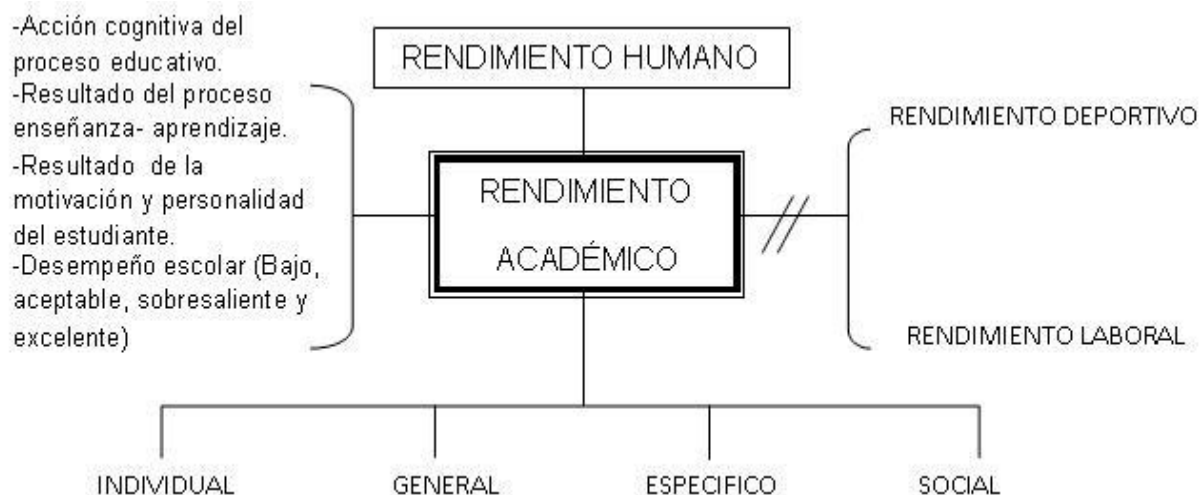 -Acción cognitiva del
proceso educativo.
-Resultado del proceso
enseñanza- aprendizaje.
-Resultado de la
motivación y personalidad
del estudiante.
-Desempeño escolar (Bajo,
aceptable, sobresaliente y
excelente)
RENDIMIENTO HUMANO
RENDIMIENTO
ACADÉMICO
RENDIMIENTO DEPORTIVO
RENDIMIENTO LABORAL
INDIVIDUAL
GENERAL
ESPECIFICO
SOCIAL